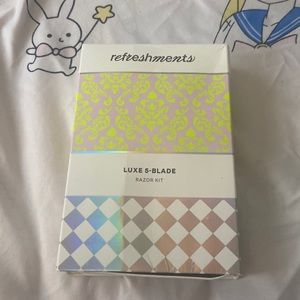 refreshments
LUXE 5-BLADE
RAZOR KIT